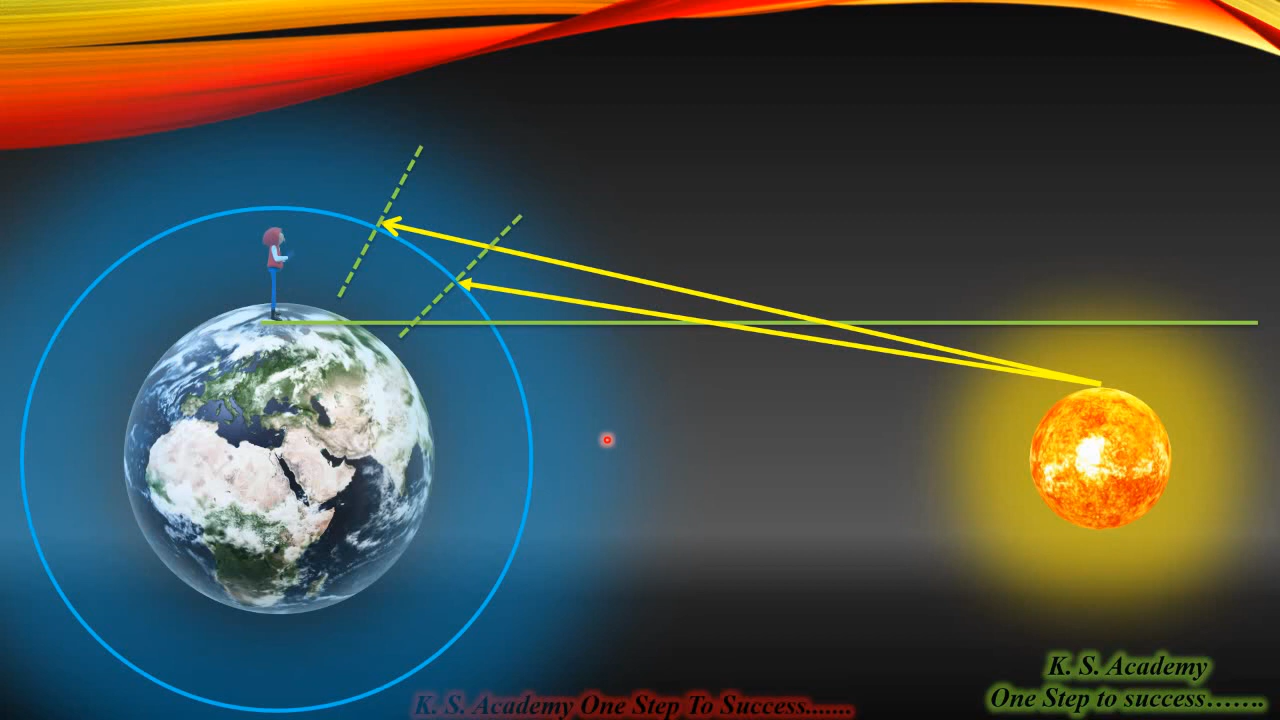 K. S. Academy
One Step to success…….
K. S. Academy One Step To Success.......